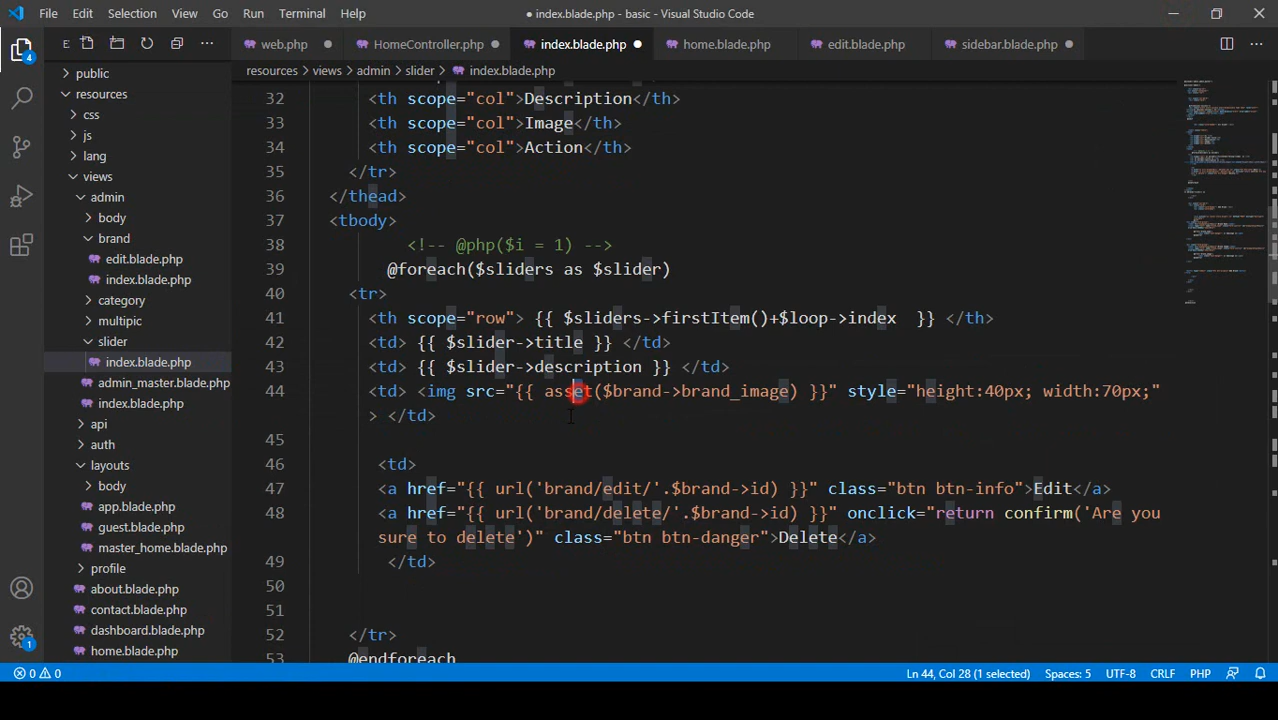 File Edit Selection View Go Run Terminal Help
● index.blade.php - basic - Visual Studio Code
E
web.php
HomeController.php
index.blade.php
home.blade.php
edit.blade.php
sidebar.blade.php
resources > views > admin > slider > index.blade.php
4
1
public
resources
css
js
lang
views
admin
body
brand
edit.blade.php
index.blade.php
category
multipic
slider
index.blade.php
admin_master.blade.php
index.blade.php
api
auth
layouts
body
app.blade.php
guest.blade.php
master_home.blade.php
profile
about.blade.php
contact.blade.php
dashboard.blade.php
home.blade.php
32 <th scope="col">Description</th>
33 <th scope="col">Image</th>
34 <th scope="col">Action</th>
35 </tr>
36 </thead>
37 <tbody>
38 <!-- @php($i = 1) -->
39 @foreach($sliders as $slider)
40 <tr>
41 <th scope="row"> {{ $sliders->firstItem()+$loop->index  }} </th>
42 <td> {{ $slider->title }} </td>
43 <td> {{ $slider->description }} </td>
44 <td> <img src="{{ asset($brand->brand_image) }}" style="height:40px; width:70px;"
> </td>
45
46 <td>
47 <a href="{{ url('brand/edit/'.$brand->id) }}" class="btn btn-info">Edit</a>
48 <a href="{{ url('brand/delete/'.$brand->id) }}" onclick="return confirm('Are you
sure to delete')" class="btn btn-danger">Delete</a>
49 </td>
50
51
52 </tr>
53 @endforeach
0 0
Ln 44, Col 28 (1 selected) Spaces: 5 UTF-8 CRLF PHP